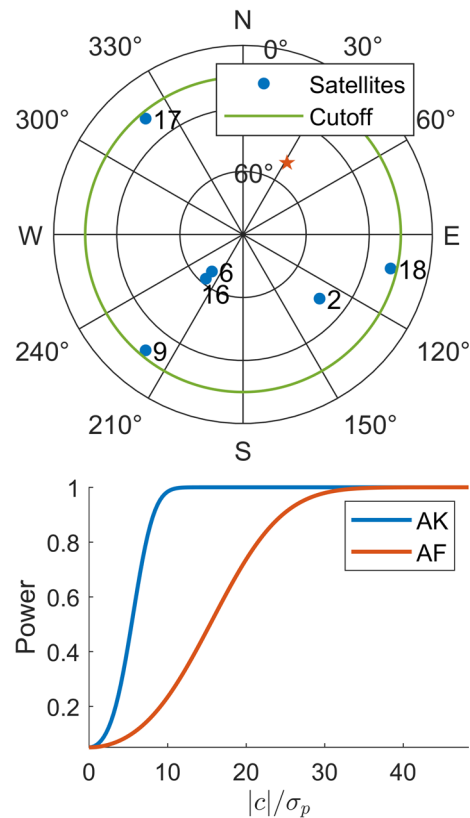 N
330° 0° 30°
Satellites
Cutoff
300° 17 60°
60°
W E
6 18
16 2
240° 9 120°
210° 150°
S
1
AK
AF
0.8
0.6
0.4
0.2
Power
0 10 20 30 40
|c|/σ_p